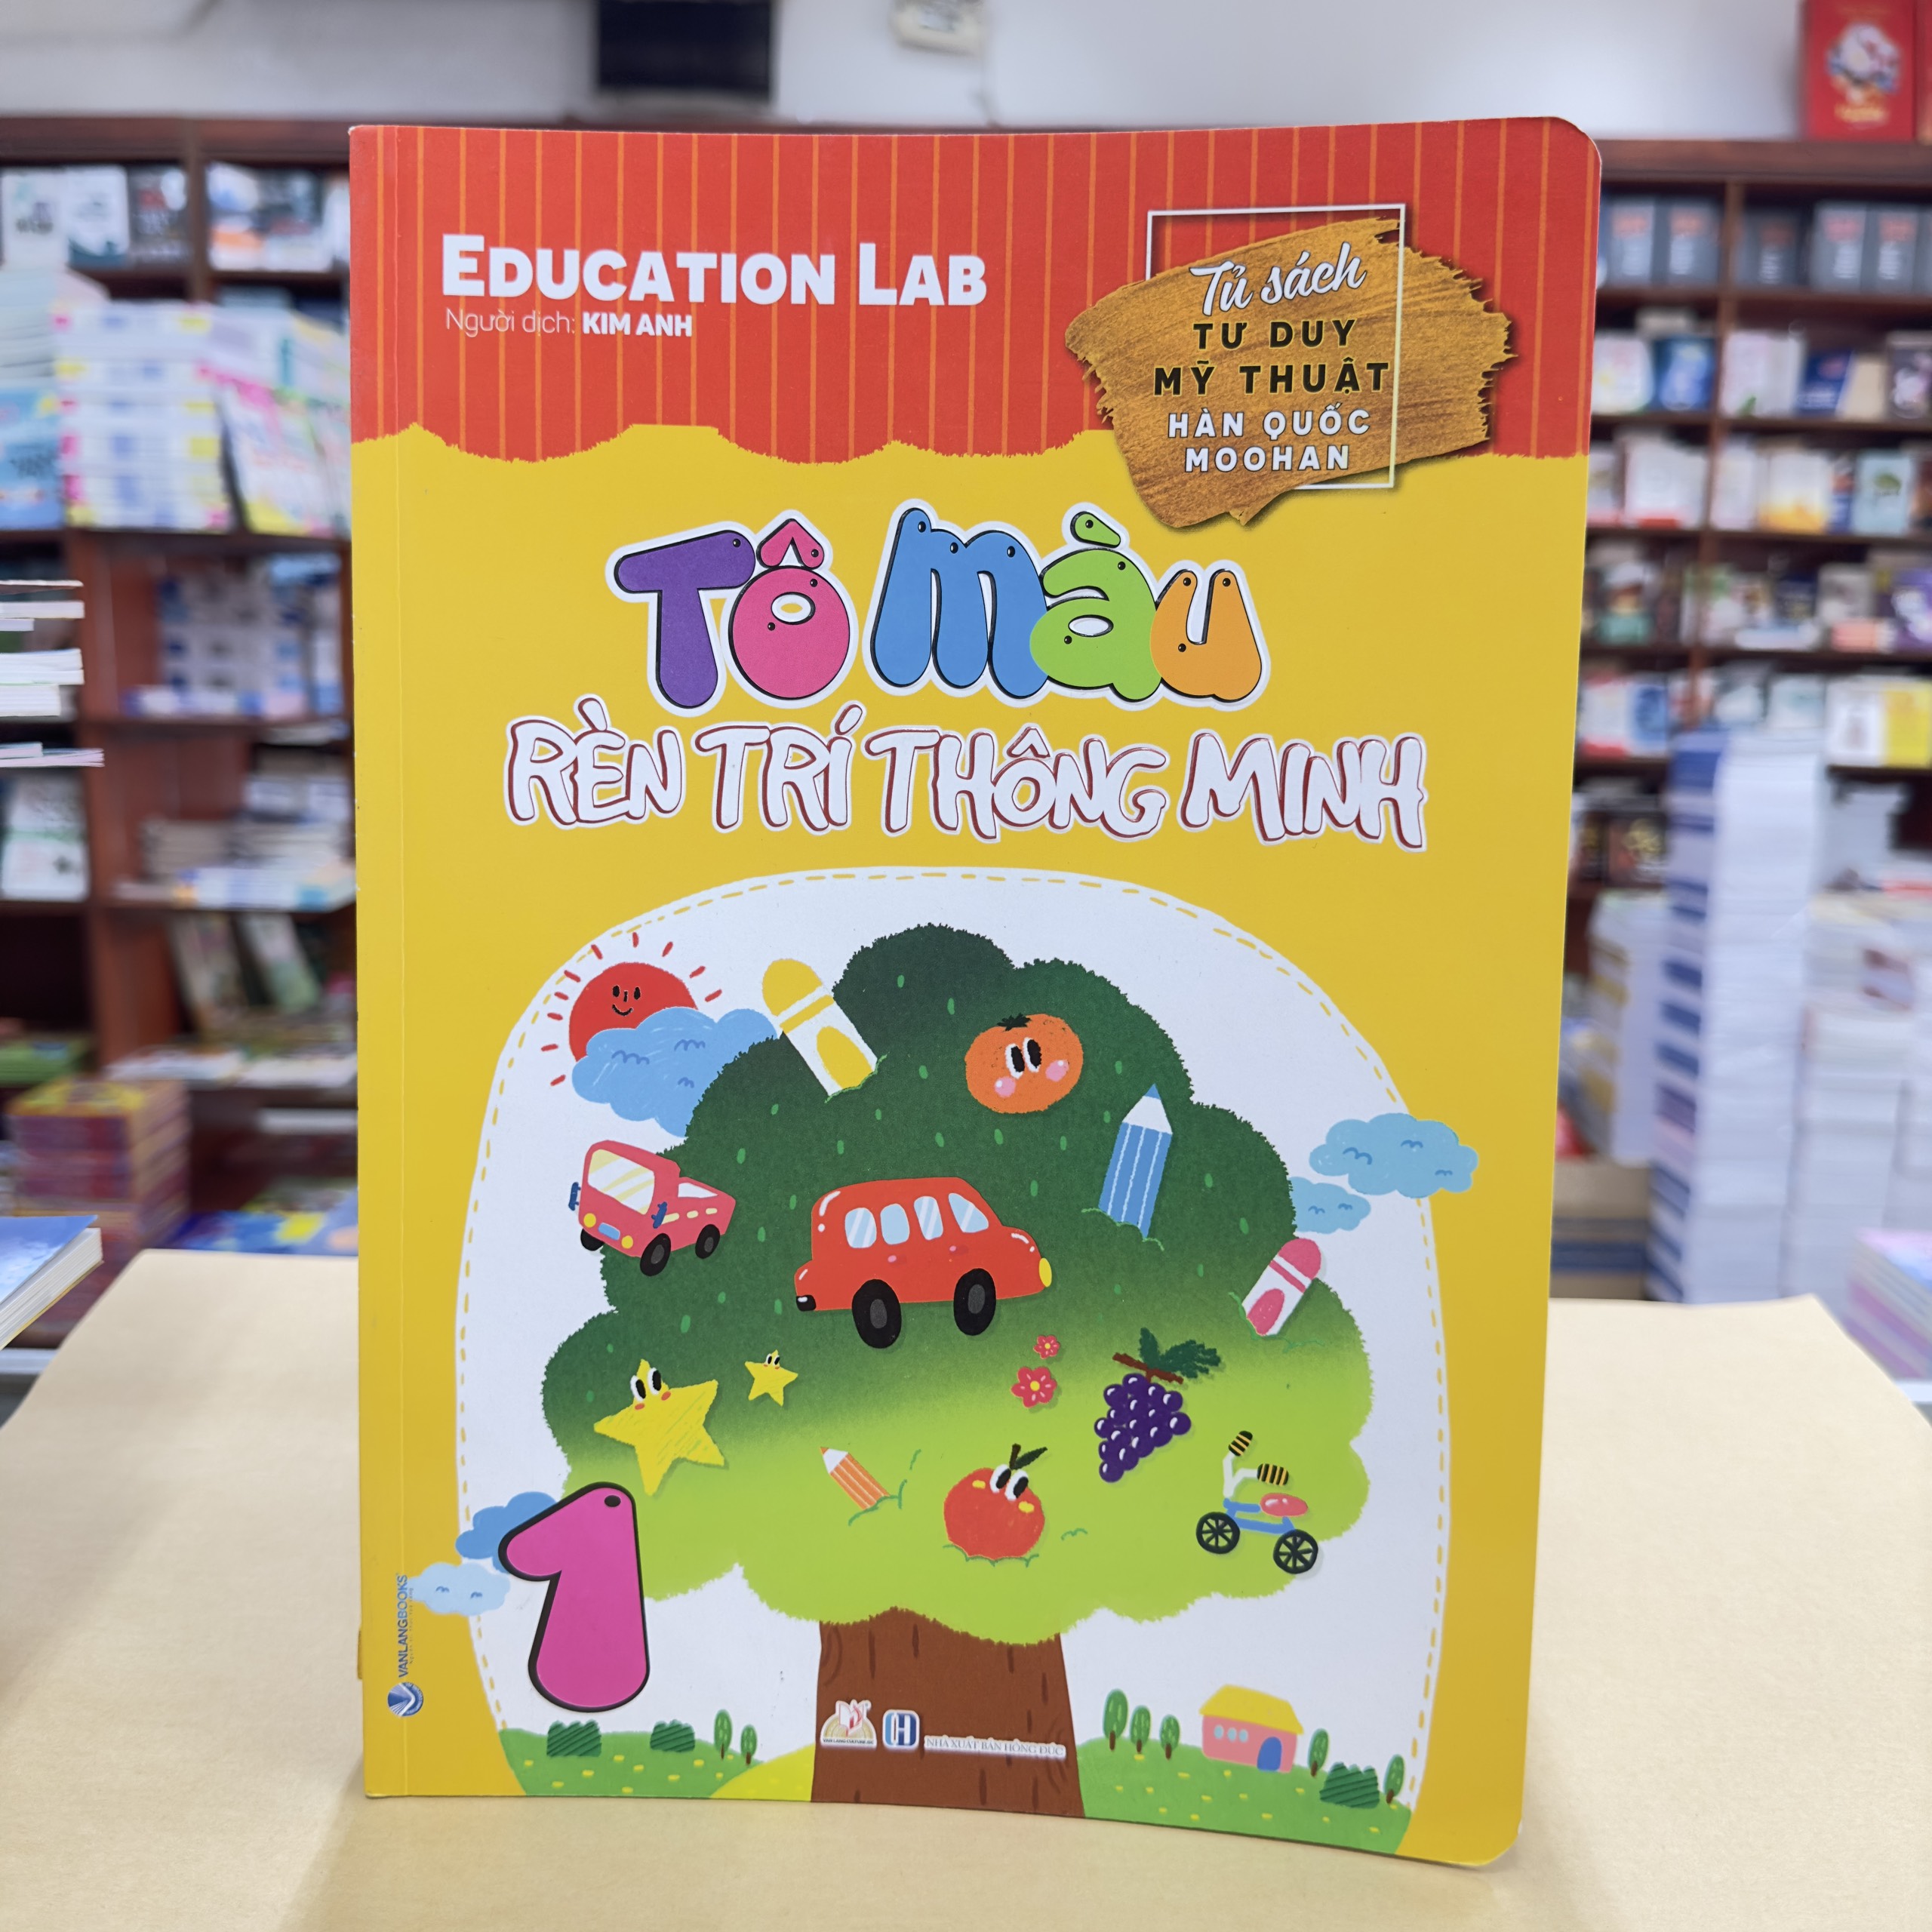 EDUCATION LAB
Người dịch: KIM ANH
Tủ sách
TƯ DUY
MỸ THUẬT
HÀN QUỐC
MOOHAN
TÔ MÀU
RÈN TRÍ THÔNG MINH
1
VANLANGBOOKS
NHÀ XUẤT BẢN HỒNG ĐỨC